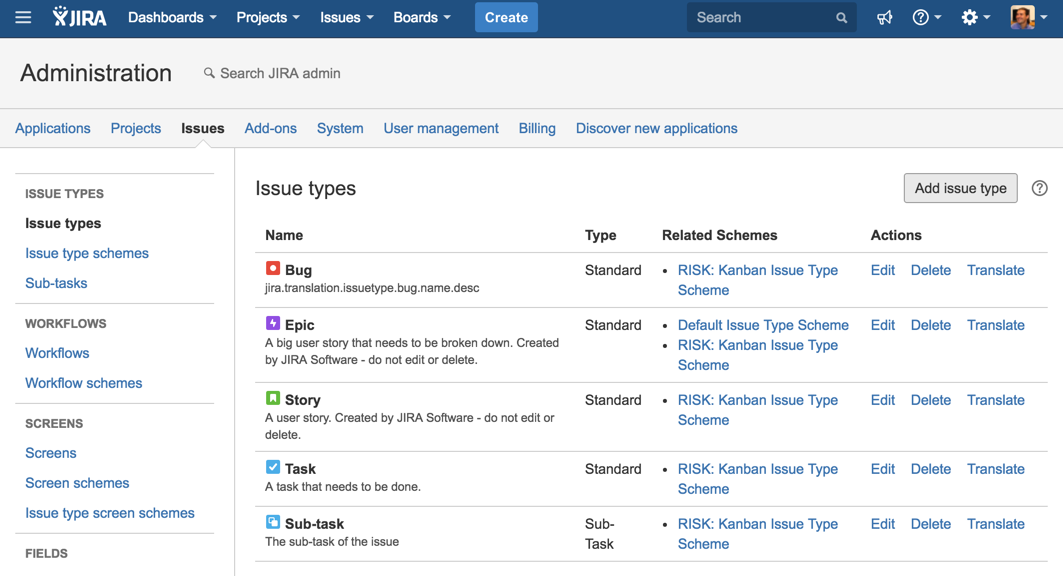 JIRA Dashboards Projects Issues Boards Create Search
Administration Search JIRA admin
Applications Projects Issues Add-ons System User management Billing Discover new applications
ISSUE TYPES
Issue types
Issue type schemes
Sub-tasks
WORKFLOWS
Workflows
Workflow schemes
SCREENS
Screens
Screen schemes
Issue type screen schemes
FIELDS
Issue types Add issue type ?
Name Type Related Schemes Actions
Bug Standard • RISK: Kanban Issue Type Edit Delete Translate
jira.translation.issuetype.bug.name.desc Scheme
Epic Standard • Default Issue Type Scheme Edit Delete Translate
A big user story that needs to be broken down. Created • RISK: Kanban Issue Type
by JIRA Software - do not edit or delete. Scheme
Story Standard • RISK: Kanban Issue Type Edit Delete Translate
A user story. Created by JIRA Software - do not edit or Scheme
delete.
Task Standard • RISK: Kanban Issue Type Edit Delete Translate
A task that needs to be done. Scheme
Sub-task Sub- • RISK: Kanban Issue Type Edit Delete Translate
The sub-task of the issue Task Scheme